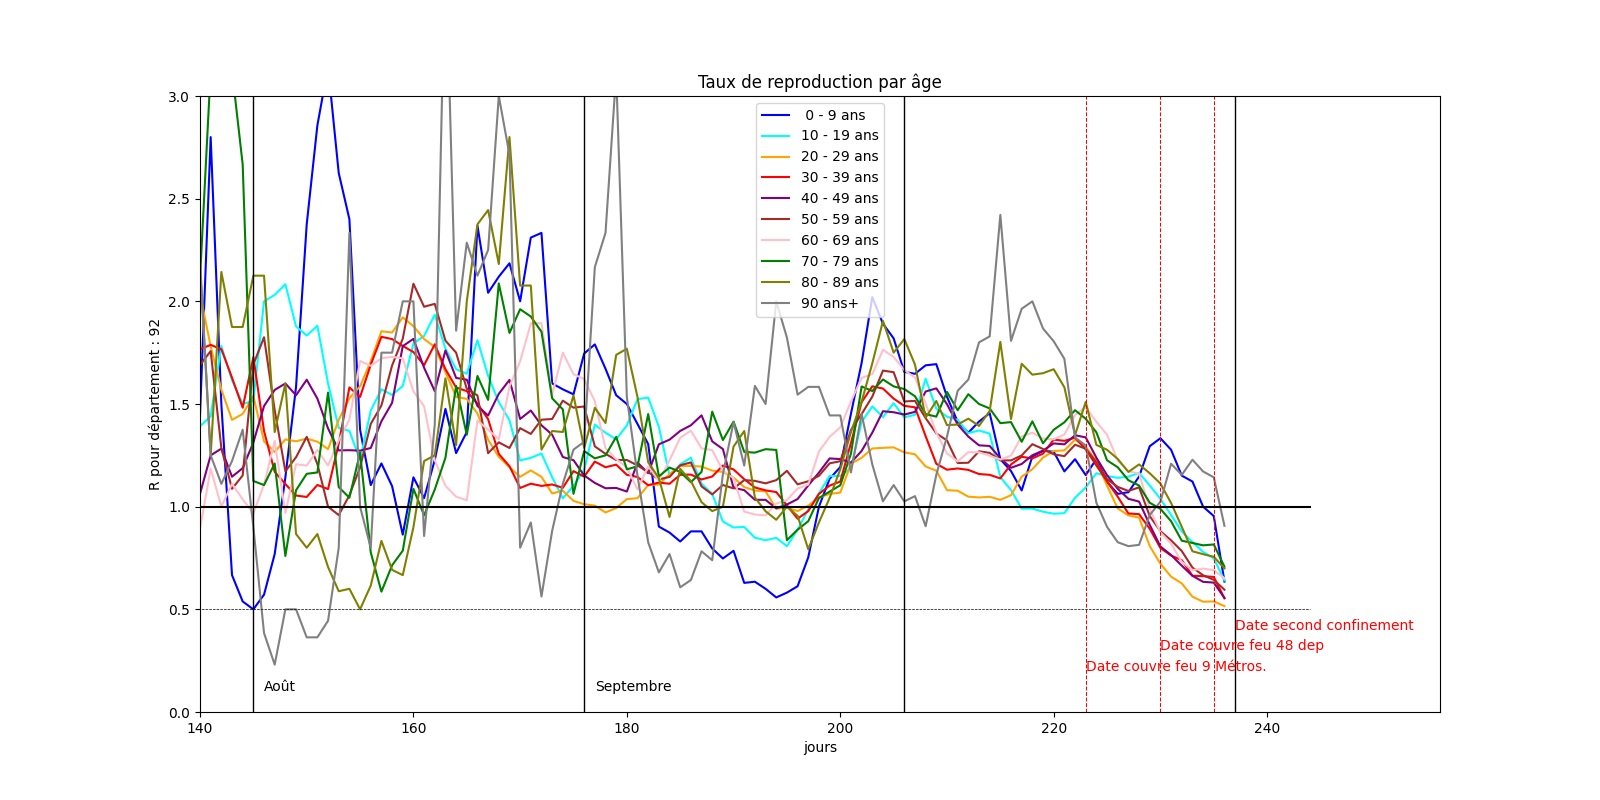 Taux de reproduction par âge
R pour département : 92
3.0
2.5
2.0
1.5
1.0
0.5
0.0
0 - 9 ans
10 - 19 ans
20 - 29 ans
30 - 39 ans
40 - 49 ans
50 - 59 ans
60 - 69 ans
70 - 79 ans
80 - 89 ans
90 ans+
Date second confinement
Date couvre feu 48 dep
Date couvre feu 9 Métros.
Août
Septembre
140
160
180
200
220
240
jours